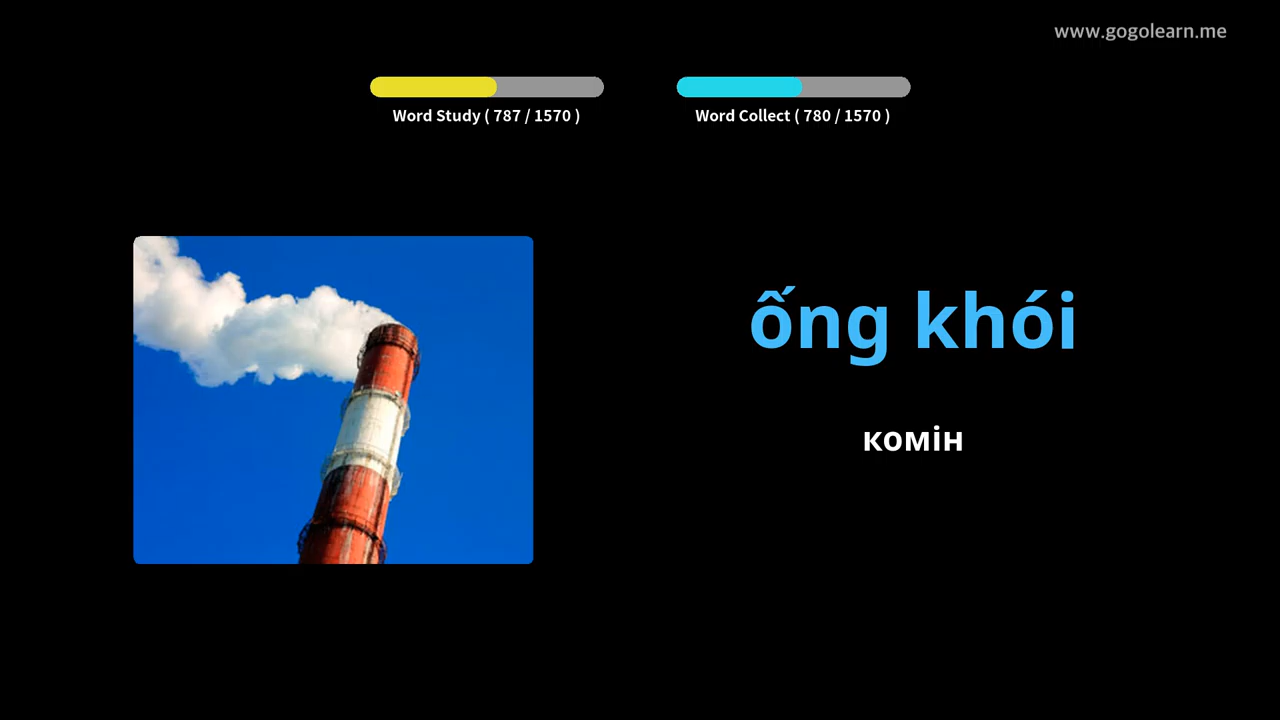 www.gogolearn.me
Word Study ( 787 / 1570 )
Word Collect ( 780 / 1570 )
ống khói
комін